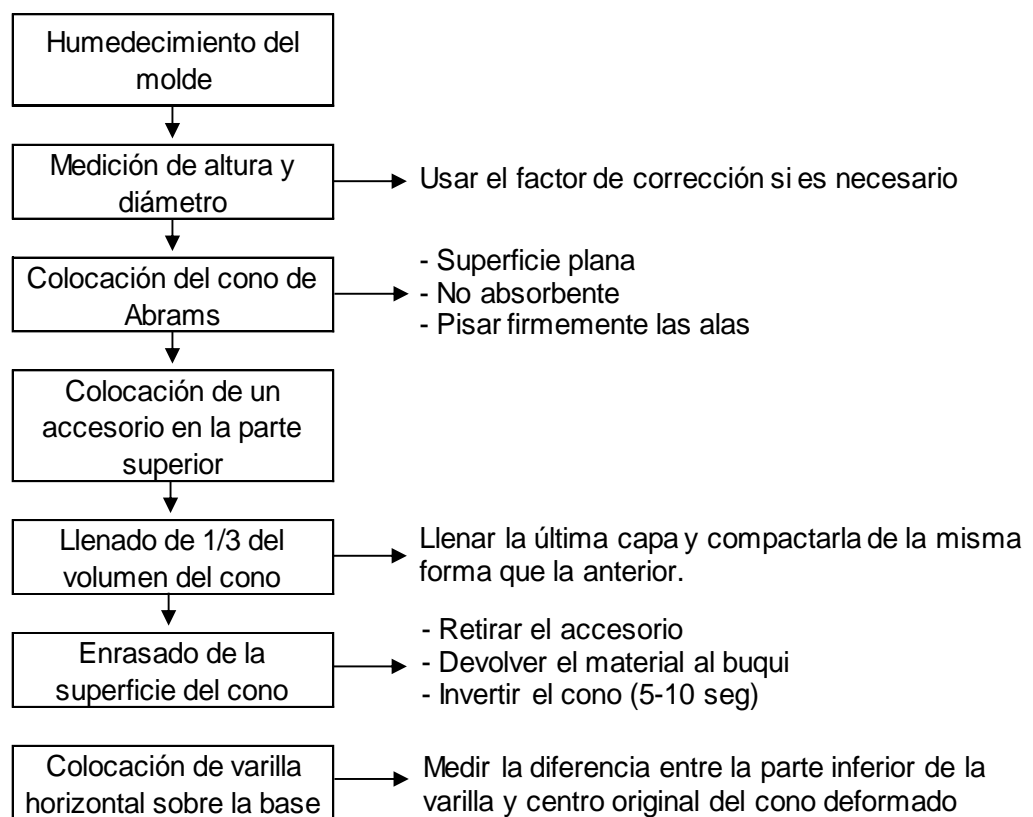 Humedecimiento del
molde
Medición de altura y
diámetro
Usar el factor de corrección si es necesario
Colocación del cono de
Abrams
- Superficie plana
- No absorbente
- Pisar firmemente las alas
Colocación de un
accesorio en la parte
superior
Llenado de 1/3 del
volumen del cono
Llenar la última capa y compactarla de la misma
forma que la anterior.
Enrasado de la
superficie del cono
- Retirar el accesorio
- Devolver el material al buqui
- Invertir el cono (5-10 seg)
Colocación de varilla
horizontal sobre la base
Medir la diferencia entre la parte inferior de la
varilla y centro original del cono deformado